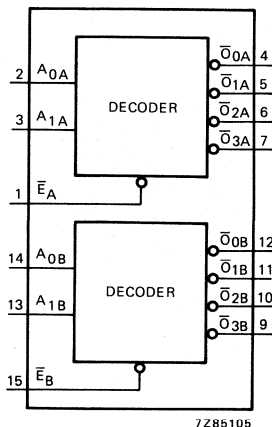 Ō0A 4
2 A0A
Ō1A 5
DECODER
Ō2A 6
3 A1A
Ō3A 7
1 ĒA
Ō0B 12
14 A0B
Ō1B 11
DECODER
Ō2B 10
13 A1B
Ō3B 9
15 ĒB
7Z85105